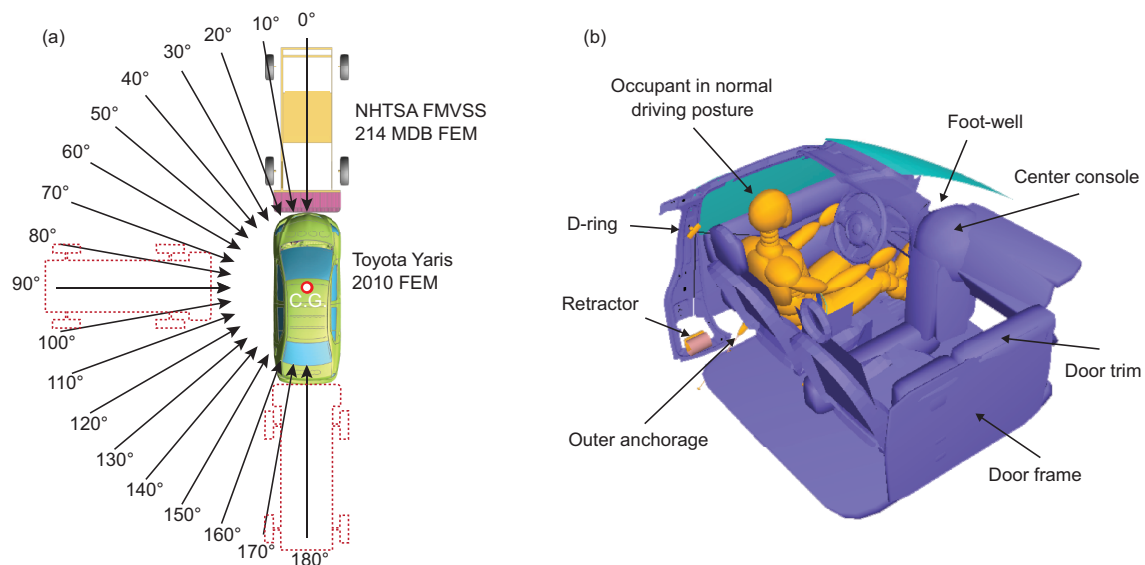 (a)
0°
10°
20°
30°
40°
50°
60°
70°
80°
90°
100°
110°
120°
130°
140°
150°
160°
170°
180°
NHTSA FMVSS
214 MDB FEM
Toyota Yaris
2010 FEM
C.G.
(b)
Occupant in normal
driving posture
Foot-well
Center console
D-ring
Retractor
Outer anchorage
Door trim
Door frame